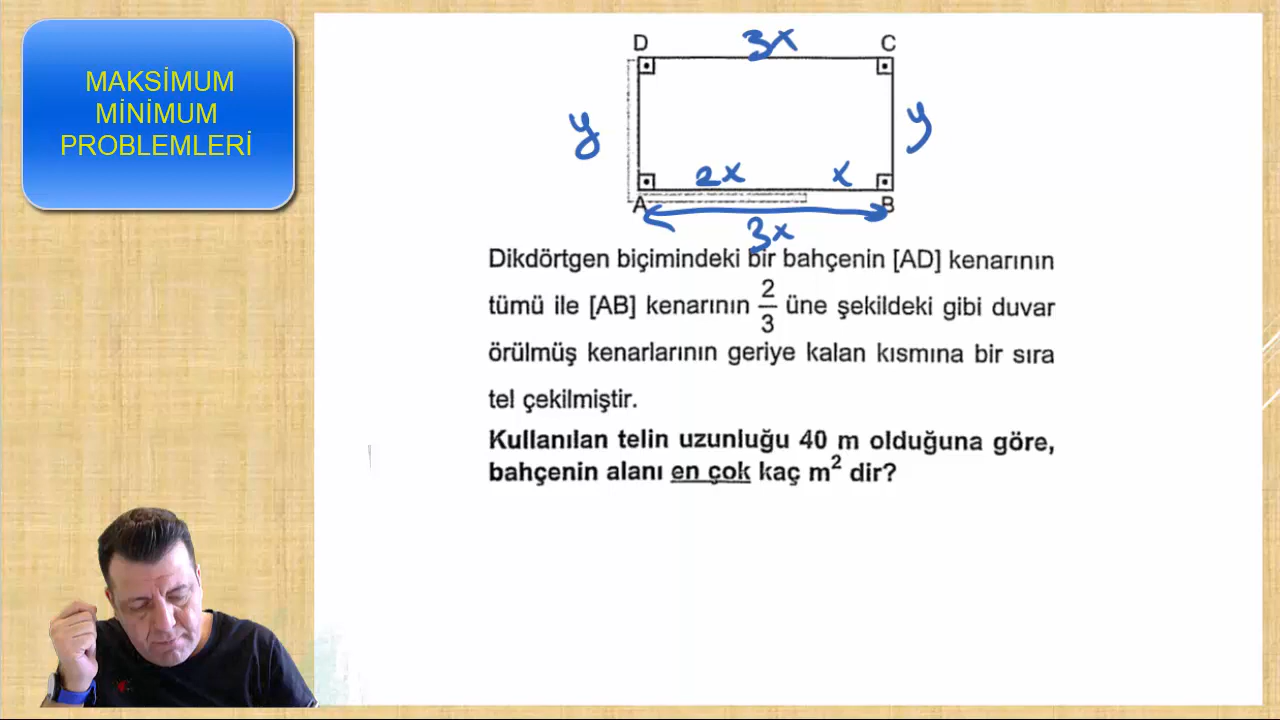 MAKSİMUM
MİNİMUM
PROBLEMLERİ
D 3x C
y y
2x x
A B
3x
Dikdörtgen biçimindeki bir bahçenin [AD] kenarının
tümü ile [AB] kenarının 2/3 üne şekildeki gibi duvar
örülmüş kenarlarının geriye kalan kısmına bir sıra
tel çekilmiştir.
Kullanılan telin uzunluğu 40 m olduğuna göre,
bahçenin alanı en çok kaç m² dir?